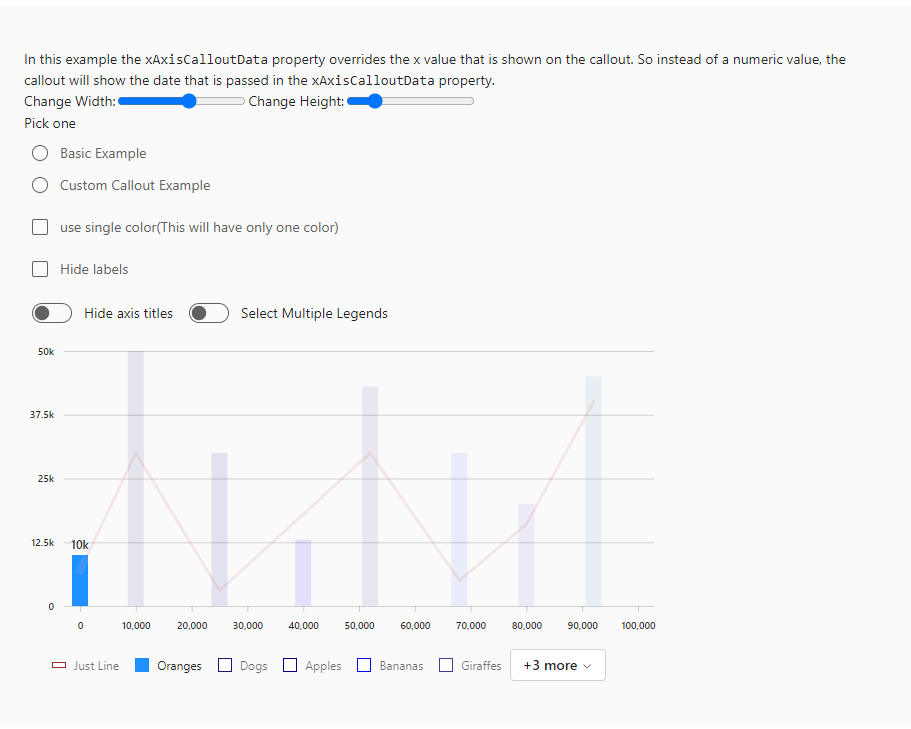 In this example the xAxisCalloutData property overrides the x value that is shown on the callout. So instead of a numeric value, the
callout will show the date that is passed in the xAxisCalloutData property.
Change Width: Change Height:
Pick one
Basic Example
Custom Callout Example
use single color(This will have only one color)
Hide labels
Hide axis titles Select Multiple Legends
50k
37.5k
25k
12.5k 10k
0
0 10,000 20,000 30,000 40,000 50,000 60,000 70,000 80,000 90,000 100,000
Just Line Oranges Dogs Apples Bananas Giraffes +3 more